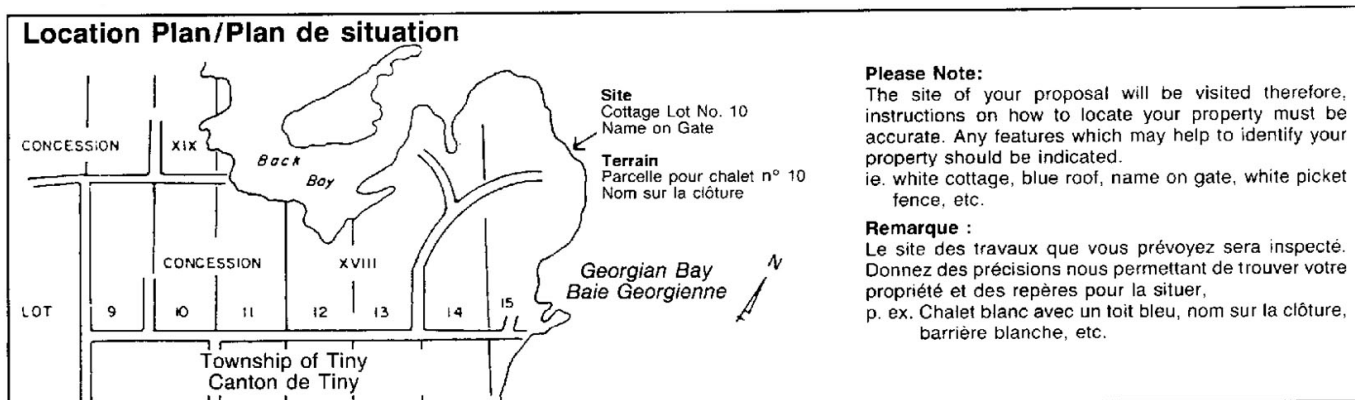 Location Plan/Plan de situation
CONCESSION XIX
Back
Bay
Site
Cottage Lot No. 10
Name on Gate
Terrain
Parcelle pour chalet n° 10
Nom sur la clôture
CONCESSION XVIII
Georgian Bay
Baie Georgienne
N
LOT 9 10 11 12 13 14 15
Township of Tiny
Canton de Tiny
Please Note:
The site of your proposal will be visited therefore,
instructions on how to locate your property must be
accurate. Any features which may help to identify your
property should be indicated.
ie. white cottage, blue roof, name on gate, white picket
fence, etc.
Remarque :
Le site des travaux que vous prévoyez sera inspecté.
Donnez des précisions nous permettant de trouver votre
propriété et des repères pour la situer,
p. ex. Chalet blanc avec un toit bleu, nom sur la clôture,
barrière blanche, etc.